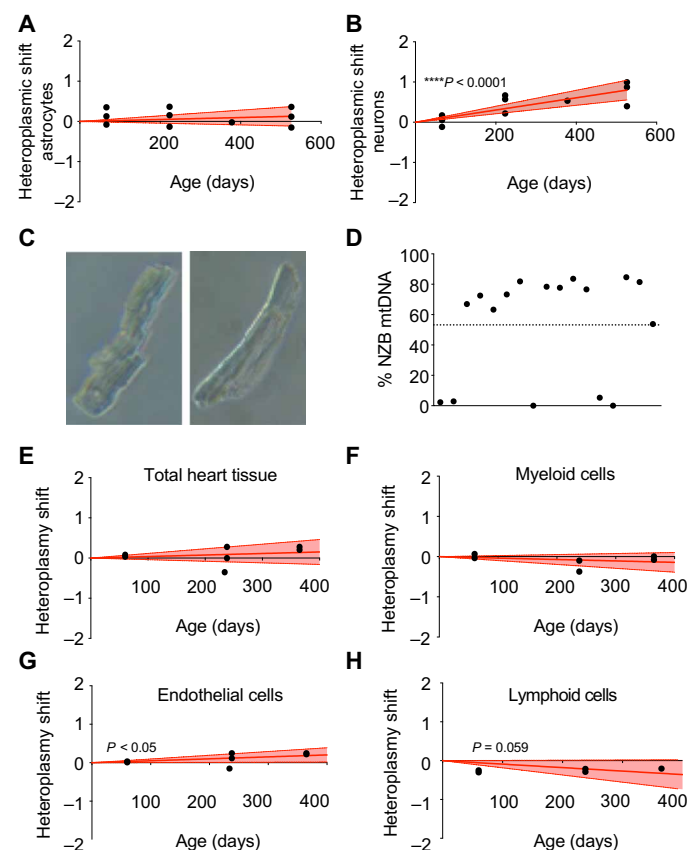 A
Heteropplasmic shift
astrocytes
2
1
0
–1
–2
200
400
600
Age (days)
B
Heteropplasmic shift
neurons
2
1
0
–1
–2
****P < 0.0001
200
400
600
Age (days)
C
D
% NZB mtDNA
100
80
60
40
20
0
E
Total heart tissue
Heteroplasmy shift
2
1
0
–1
–2
100
200
300
400
Age (days)
F
Myeloid cells
Heteroplasmy shift
2
1
0
–1
–2
100
200
300
400
Age (days)
G
Endothelial cells
Heteroplasmy shift
2
1
0
–1
–2
P < 0.05
100
200
300
400
Age (days)
H
Lymphoid cells
Heteroplasmy shift
2
1
0
–1
–2
P = 0.059
100
200
300
400
Age (days)